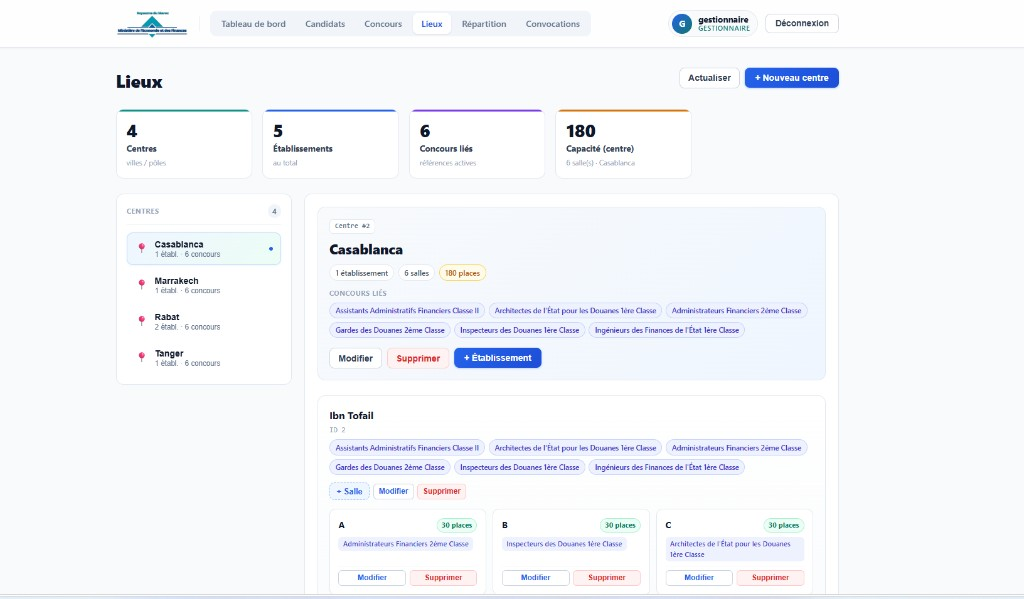 Royaume du Maroc
Ministère de l'Economie et des Finances
Tableau de bord
Candidats
Concours
Lieux
Répartition
Convocations
G
gestionnaire
GESTIONNAIRE
Déconnexion
Lieux
Actualiser
+ Nouveau centre
4
Centres
villes / pôles
5
Établissements
au total
6
Concours liés
références actives
180
Capacité (centre)
6 salle(s) · Casablanca
CENTRES
4
Casablanca
1 établ. · 6 concours
Marrakech
1 établ. · 6 concours
Rabat
2 établ. · 6 concours
Tanger
1 établ. · 6 concours
Centre #2
Casablanca
1 établissement
6 salles
180 places
CONCOURS LIÉS
Assistants Administratifs Financiers Classe II
Architectes de l'État pour les Douanes 1ère Classe
Administrateurs Financiers 2ème Classe
Gardes des Douanes 2ème Classe
Inspecteurs des Douanes 1ère Classe
Ingénieurs des Finances de l'État 1ère Classe
Modifier
Supprimer
+ Établissement
Ibn Tofail
ID 2
Assistants Administratifs Financiers Classe II
Architectes de l'État pour les Douanes 1ère Classe
Administrateurs Financiers 2ème Classe
Gardes des Douanes 2ème Classe
Inspecteurs des Douanes 1ère Classe
Ingénieurs des Finances de l'État 1ère Classe
+ Salle
Modifier
Supprimer
A
30 places
Administrateurs Financiers 2ème Classe
Modifier
Supprimer
B
30 places
Inspecteurs des Douanes 1ère Classe
Modifier
Supprimer
C
30 places
Architectes de l'État pour les Douanes
1ère Classe
Modifier
Supprimer